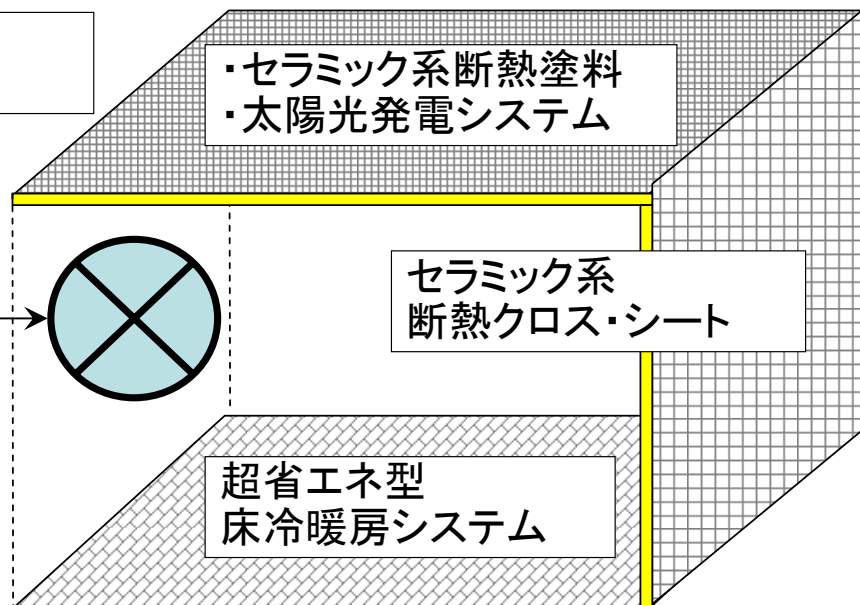 ・セラミック系断熱塗料
・太陽光発電システム
セラミック系
断熱クロス・シート
超省エネ型
床冷暖房システム